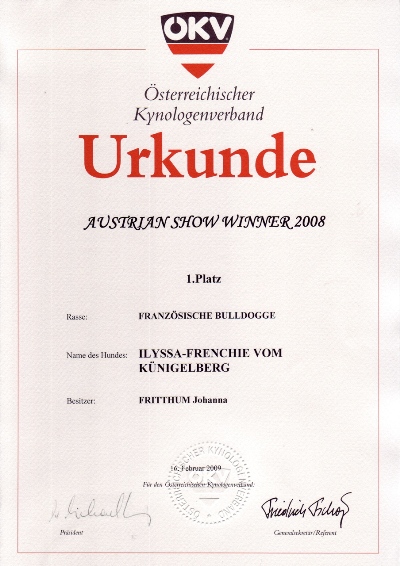 ÖKV
Österreichischer
Kynologenverband
Urkunde
AUSTRIAN SHOW WINNER 2008
1.Platz
Rasse: FRANZÖSISCHE BULLDOGGE
Name des Hundes: ILYSSA-FRENCHIE VOM
KÜNIGELBERG
Besitzer: FRITTHUM Johanna
16. Februar 2009
Für den Österreichischen Kynologenverband:
Präsident
Generalsekretär/Referent